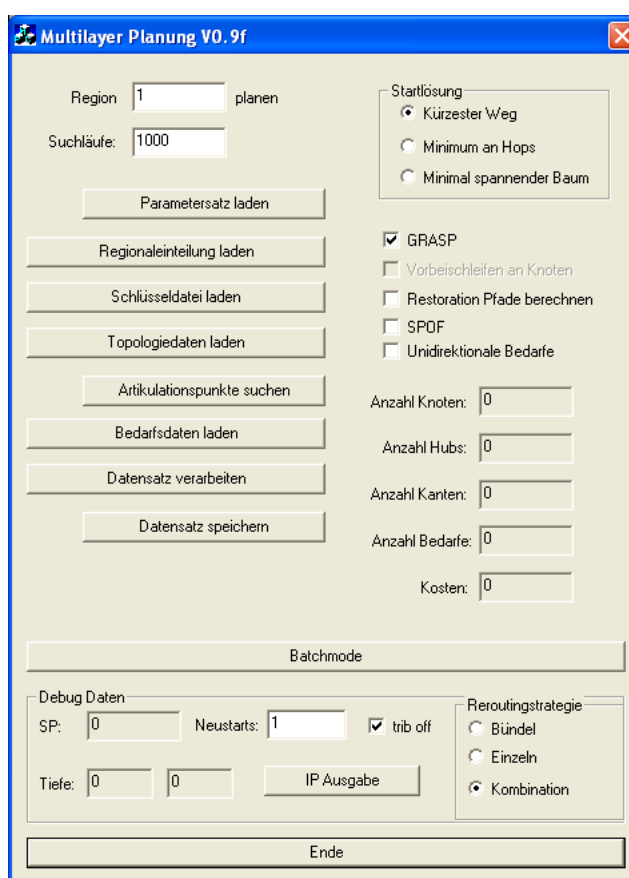 Multilayer Planung V0.9f
Region 1 planen
Suchläufe: 1000
Startlösung
Kürzester Weg
Minimum an Hops
Minimal spannender Baum
Parametersatz laden
Regionaleinteilung laden
Schlüsseldatei laden
Topologiedaten laden
Artikulationspunkte suchen
Bedarfsdaten laden
Datensatz verarbeiten
Datensatz speichern
GRASP
Vorbeischleifen an Knoten
Restoration Pfade berechnen
SPOF
Unidirektionale Bedarfe
Anzahl Knoten: 0
Anzahl Hubs: 0
Anzahl Kanten: 0
Anzahl Bedarfe: 0
Kosten: 0
Batchmode
Debug Daten
SP: 0 Neustarts: 1 trib off
Tiefe: 0 0 IP Ausgabe
Reroutingstrategie
Bündel
Einzeln
Kombination
Ende